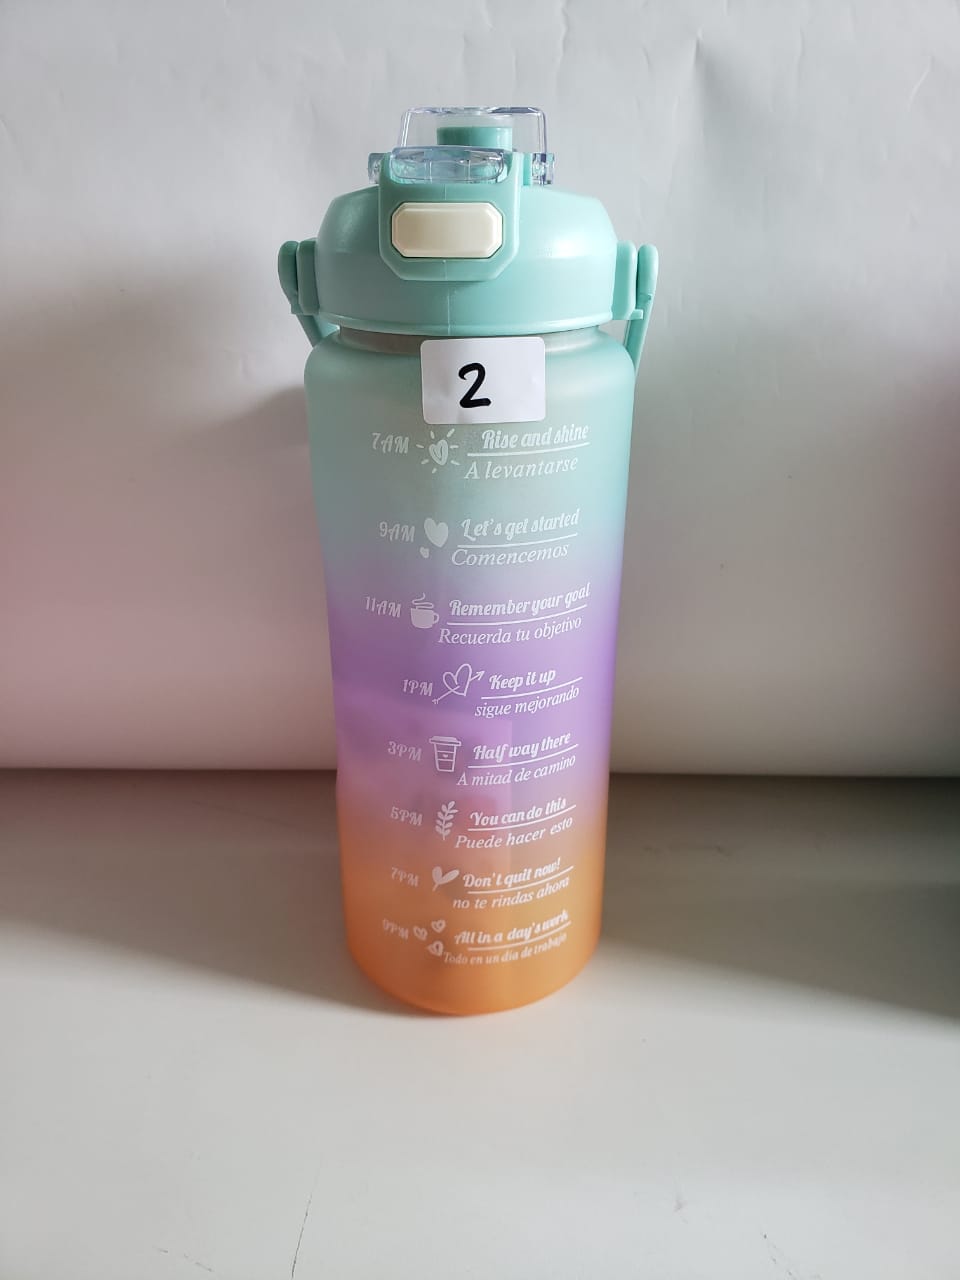 2
7AM Rise and shine
A levantarse
9AM Let's get started
Comencemos
11AM Remember your goal
Recuerda tu objetivo
1PM Keep it up
sigue mejorando
3PM Half way there
A mitad de camino
5PM You can do this
Puede hacer esto
7PM Don't quit now!
no te rindas ahora
9PM All in a day's work
Todo en un día de trabajo